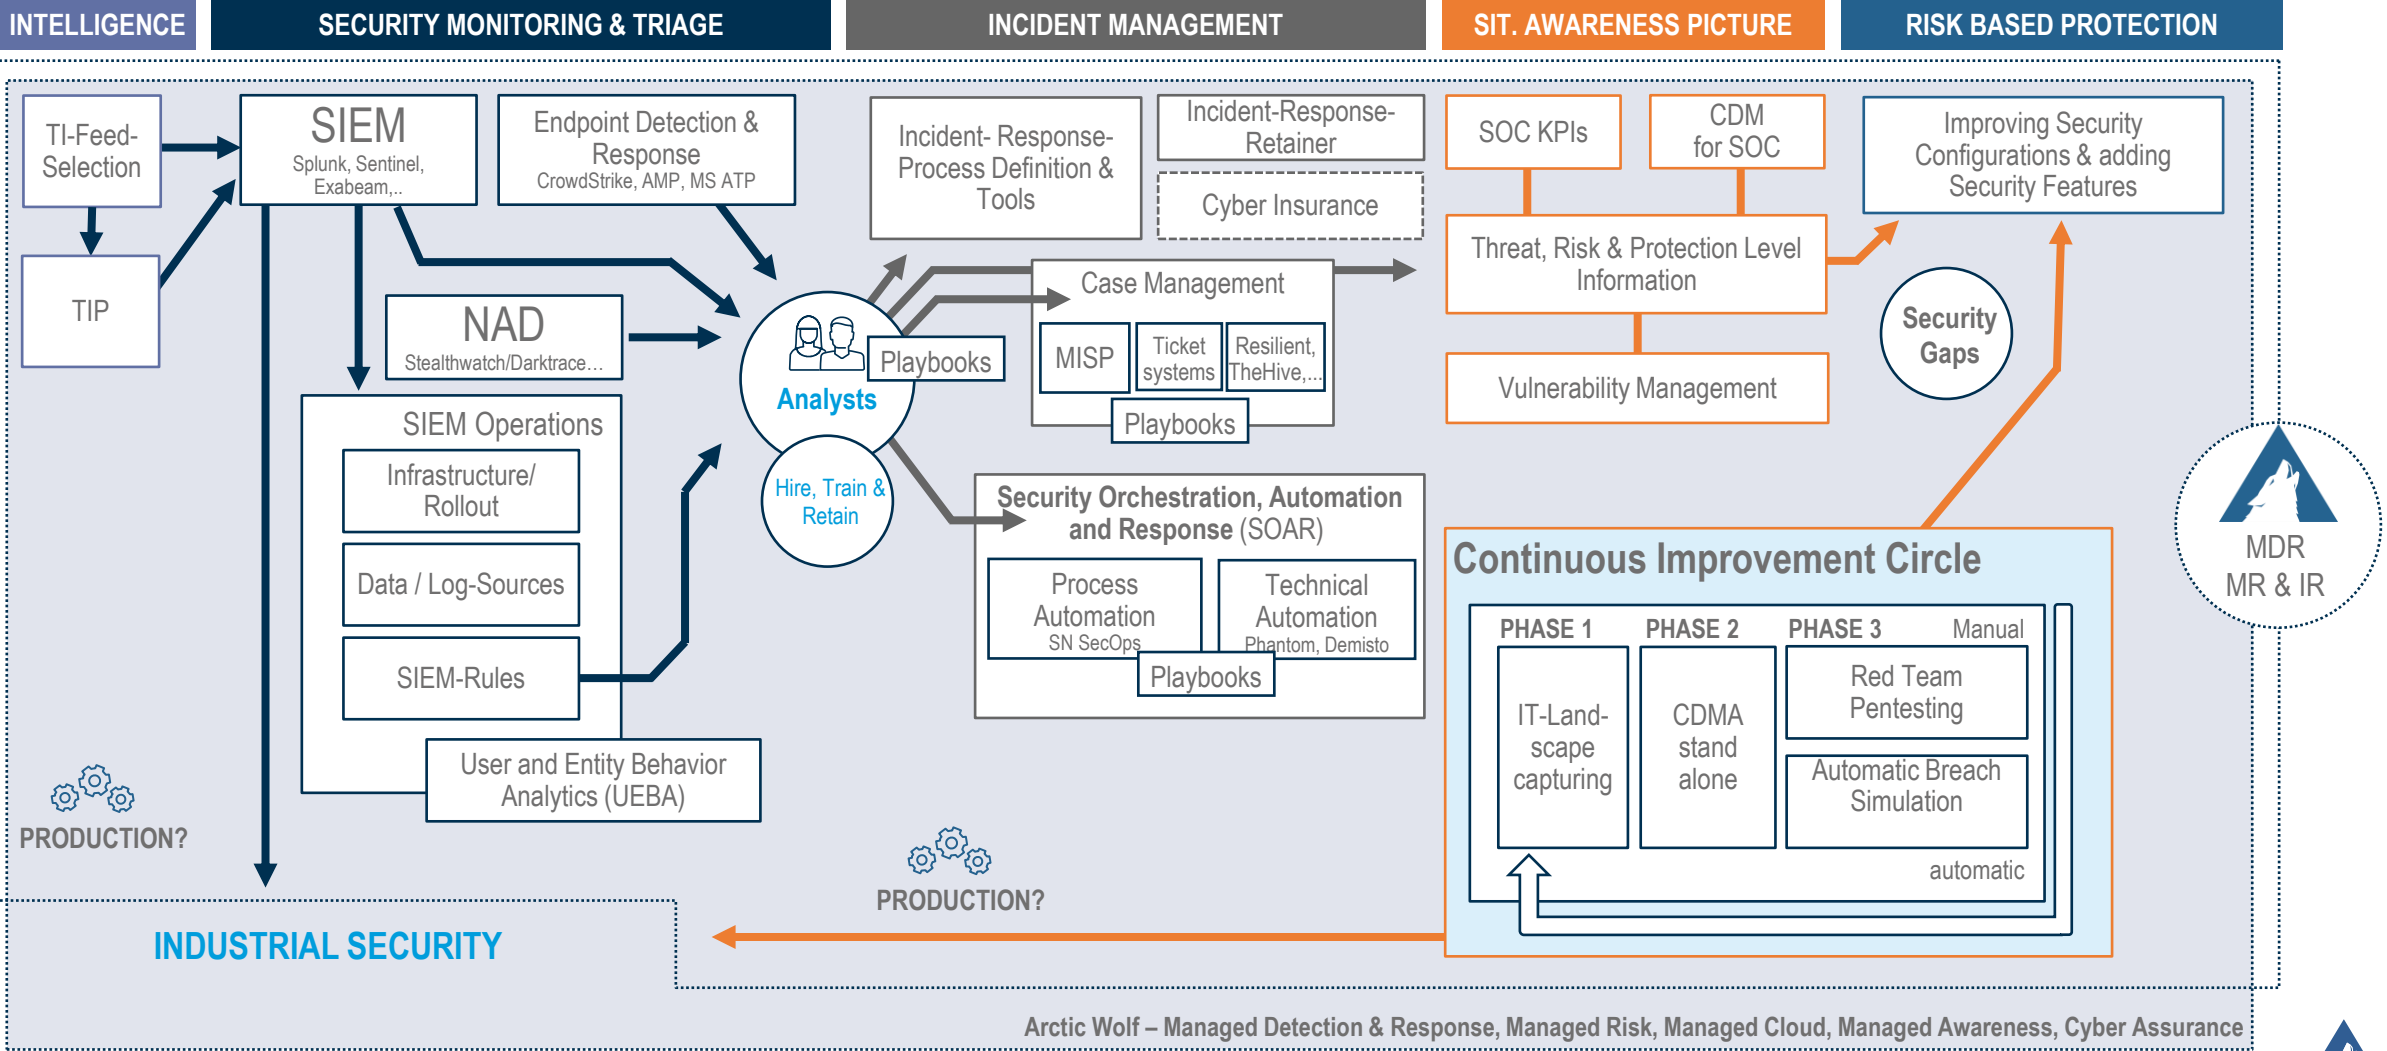 INTELLIGENCE
SECURITY MONITORING & TRIAGE
INCIDENT MANAGEMENT
SIT. AWARENESS PICTURE
RISK BASED PROTECTION
TI-Feed-
Selection
TIP
SIEM
Splunk, Sentinel,
Exabeam,..
Endpoint Detection &
Response
CrowdStrike, AMP, MS ATP
NAD
Stealthwatch/Darktrace…
SIEM Operations
Infrastructure/
Rollout
Data / Log-Sources
SIEM-Rules
User and Entity Behavior
Analytics (UEBA)
PRODUCTION?
INDUSTRIAL SECURITY
Analysts
Playbooks
Hire, Train &
Retain
Incident- Response-
Process Definition &
Tools
Incident-Response-
Retainer
Cyber Insurance
Case Management
MISP
Ticket
systems
Resilient,
TheHive,...
Playbooks
Security Orchestration, Automation
and Response (SOAR)
Process
Automation
SN SecOps
Technical
Automation
Phantom, Demisto
Playbooks
PRODUCTION?
SOC KPIs
CDM
for SOC
Threat, Risk & Protection Level
Information
Vulnerability Management
Improving Security
Configurations & adding
Security Features
Security
Gaps
Continuous Improvement Circle
PHASE 1
PHASE 2
PHASE 3
Manual
IT-Land-
scape
capturing
CDMA
stand
alone
Red Team
Pentesting
Automatic Breach
Simulation
automatic
MDR
MR & IR
Arctic Wolf – Managed Detection & Response, Managed Risk, Managed Cloud, Managed Awareness, Cyber Assurance